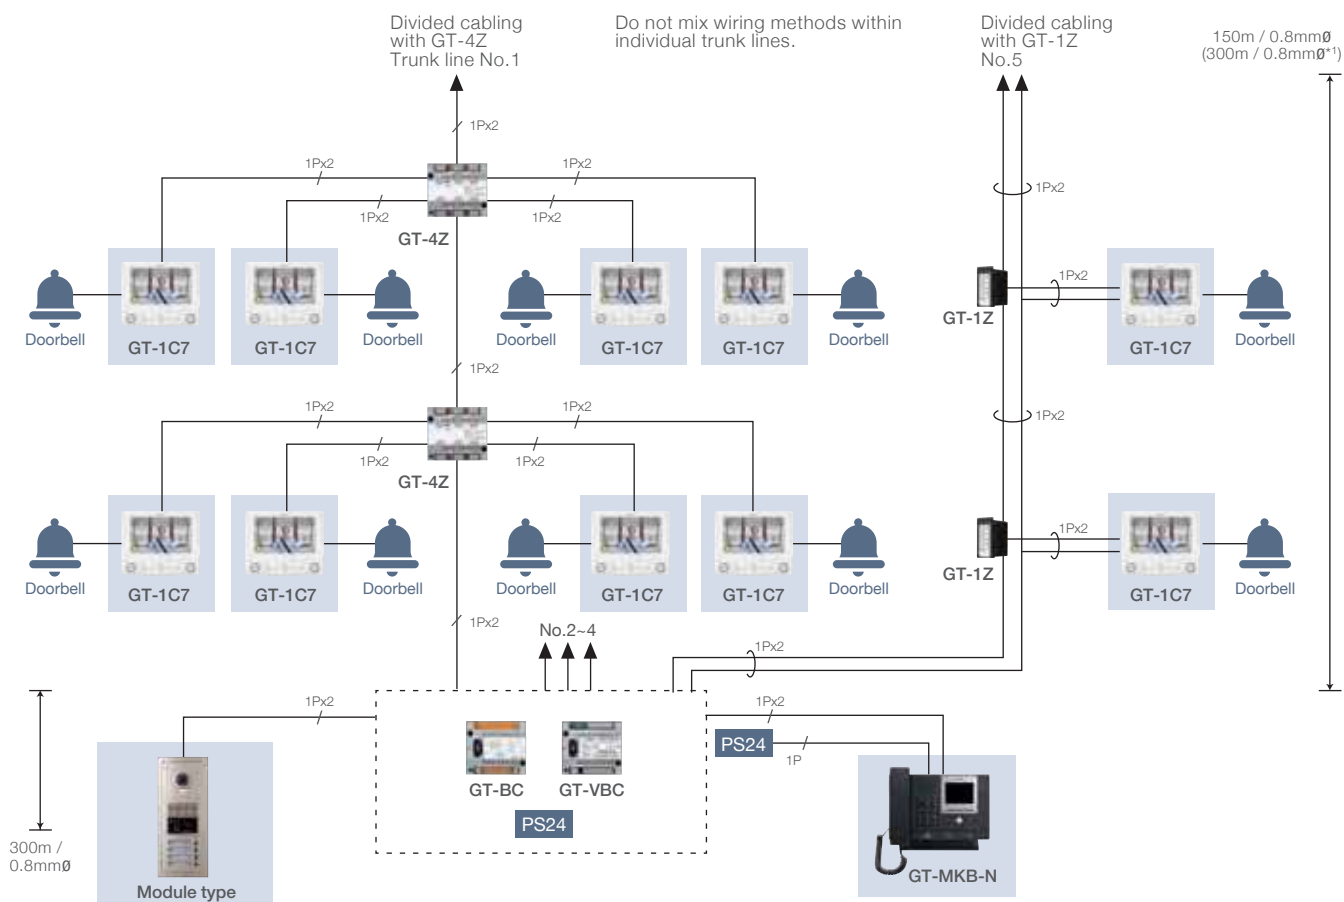 Divided cabling
with GT-4Z
Trunk line No.1
Do not mix wiring methods within
individual trunk lines.
Divided cabling
with GT-1Z
No.5
150m / 0.8mmØ
(300m / 0.8mmØ*1)
1Px2
1Px2
1Px2
1Px2
1Px2
GT-4Z
1Px2
Doorbell
GT-1C7
GT-1C7
Doorbell
Doorbell
GT-1C7
GT-1C7
Doorbell
GT-1Z
1Px2
GT-1C7
Doorbell
1Px2
1Px2
1Px2
1Px2
1Px2
GT-4Z
1Px2
Doorbell
GT-1C7
GT-1C7
Doorbell
Doorbell
GT-1C7
GT-1C7
Doorbell
GT-1Z
1Px2
GT-1C7
Doorbell
1Px2
No.2~4
1Px2
1Px2
1Px2
PS24
1P
GT-BC
GT-VBC
PS24
300m /
0.8mmØ
Module type
GT-MKB-N